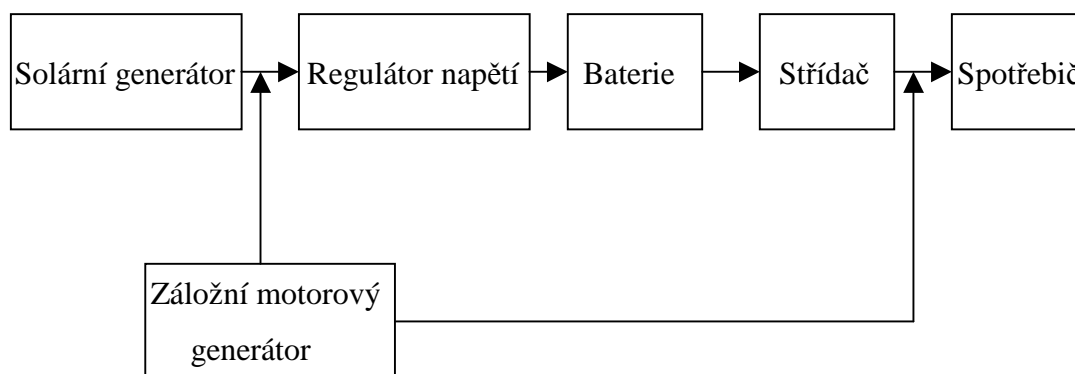 Solární generátor
Regulátor napětí
Baterie
Střídač
Spotřebič
Záložní motorový
generátor